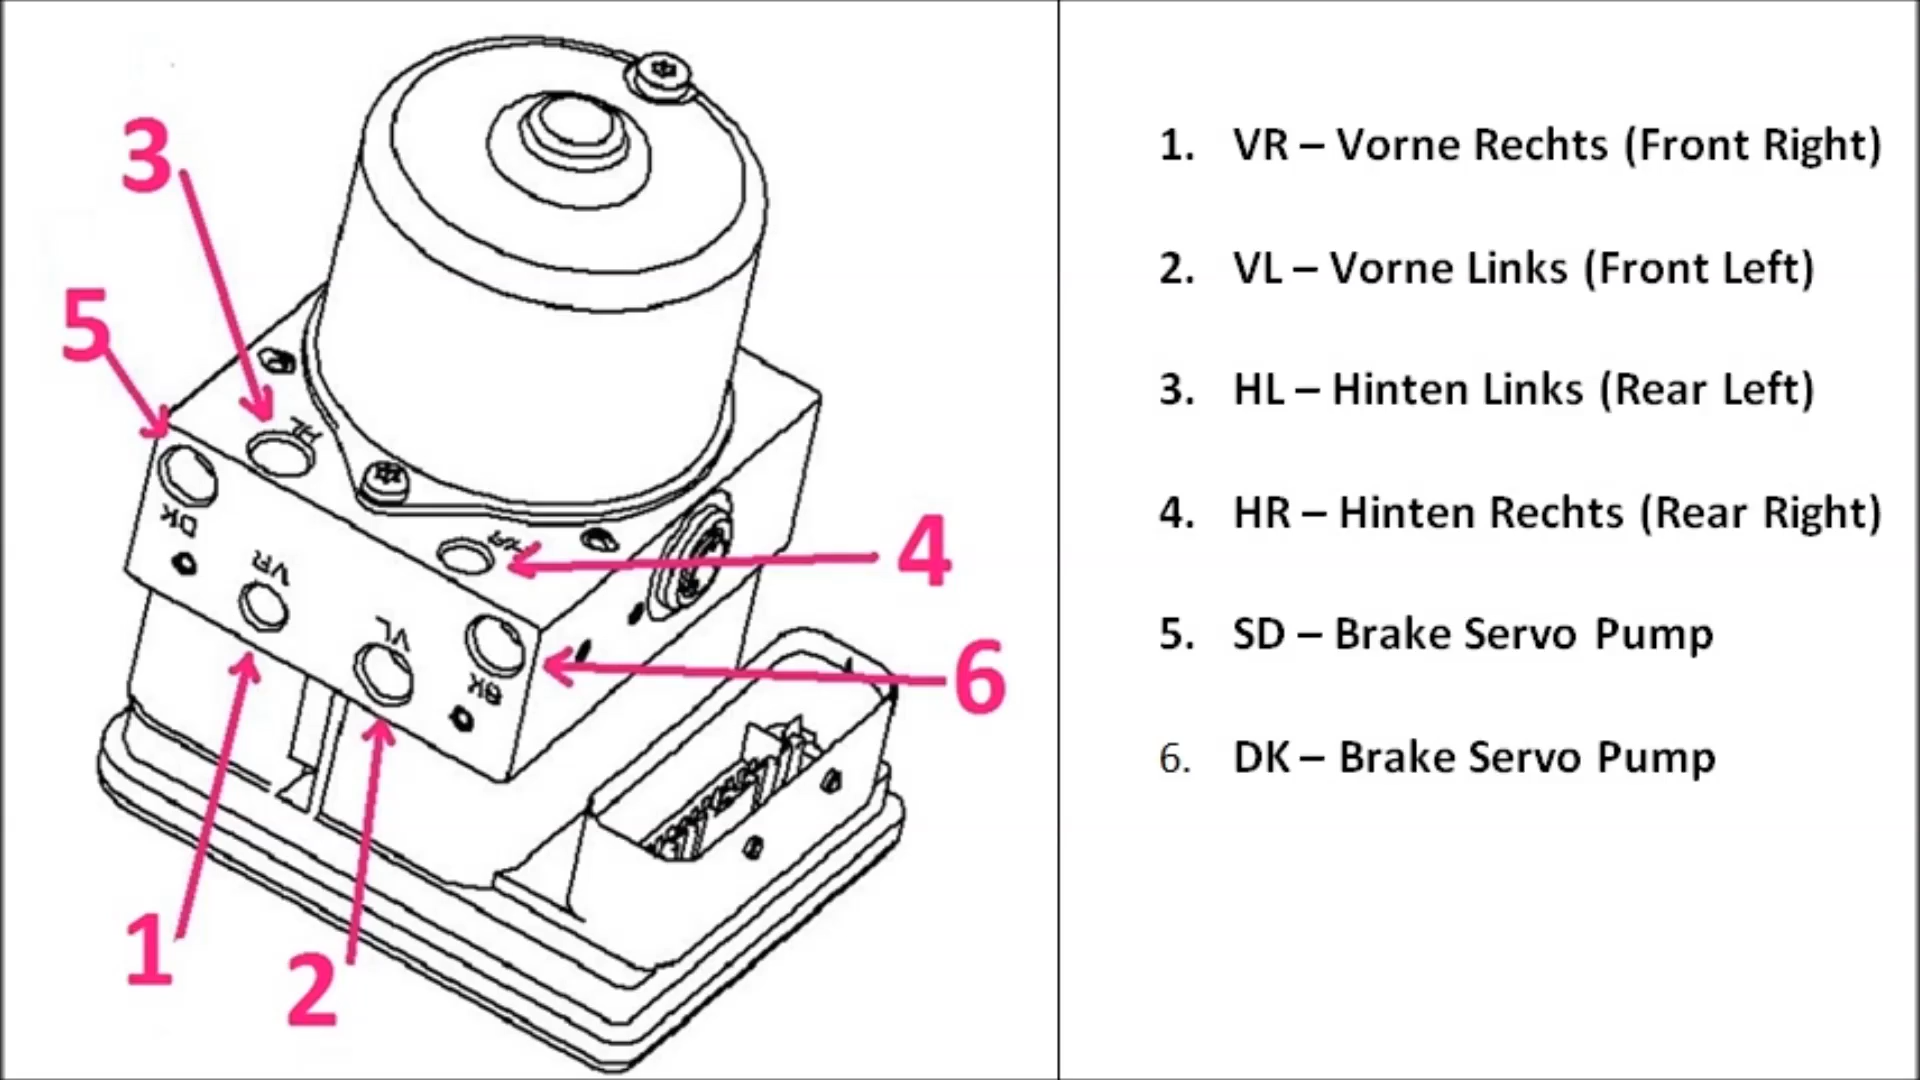 3
5
HL
DK
VR
VL
4
6
1
2
1. VR – Vorne Rechts (Front Right)
2. VL – Vorne Links (Front Left)
3. HL – Hinten Links (Rear Left)
4. HR – Hinten Rechts (Rear Right)
5. SD – Brake Servo Pump
6. DK – Brake Servo Pump